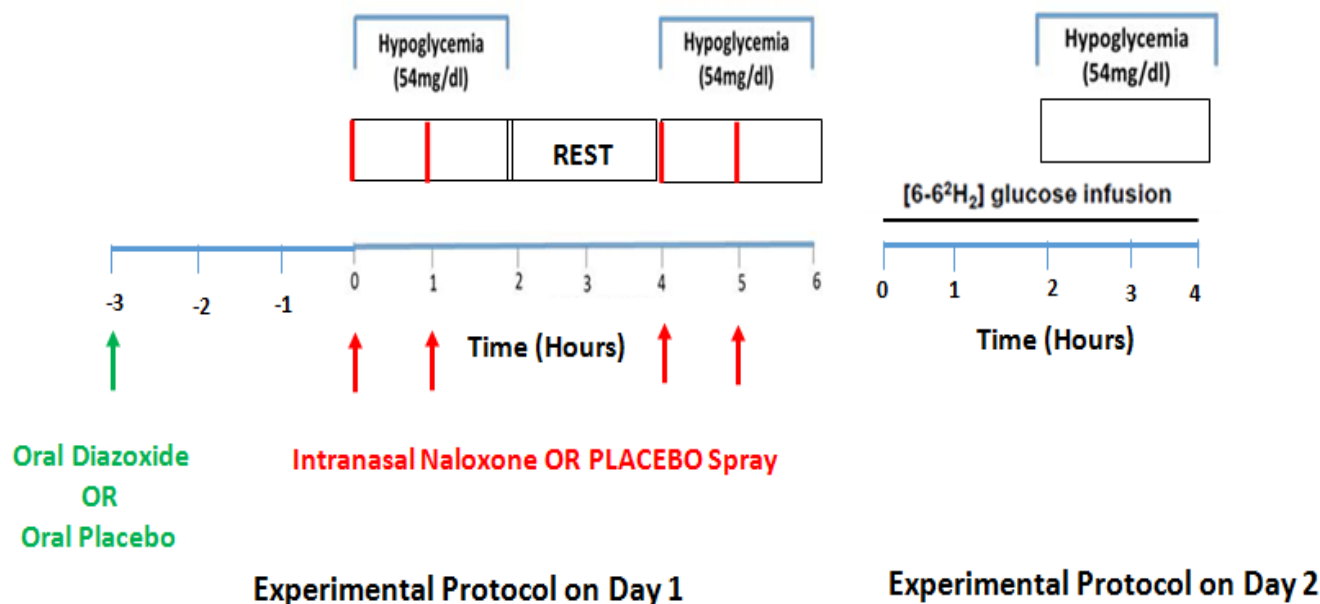 Hypoglycemia
(54mg/dl)
Hypoglycemia
(54mg/dl)
REST
-3 -2 -1 0 1 2 3 4 5 6
Time (Hours)
Oral Diazoxide
OR
Oral Placebo
Intranasal Naloxone OR PLACEBO Spray
Experimental Protocol on Day 1
Hypoglycemia
(54mg/dl)
[6-6²H₂] glucose infusion
0 1 2 3 4
Time (Hours)
Experimental Protocol on Day 2